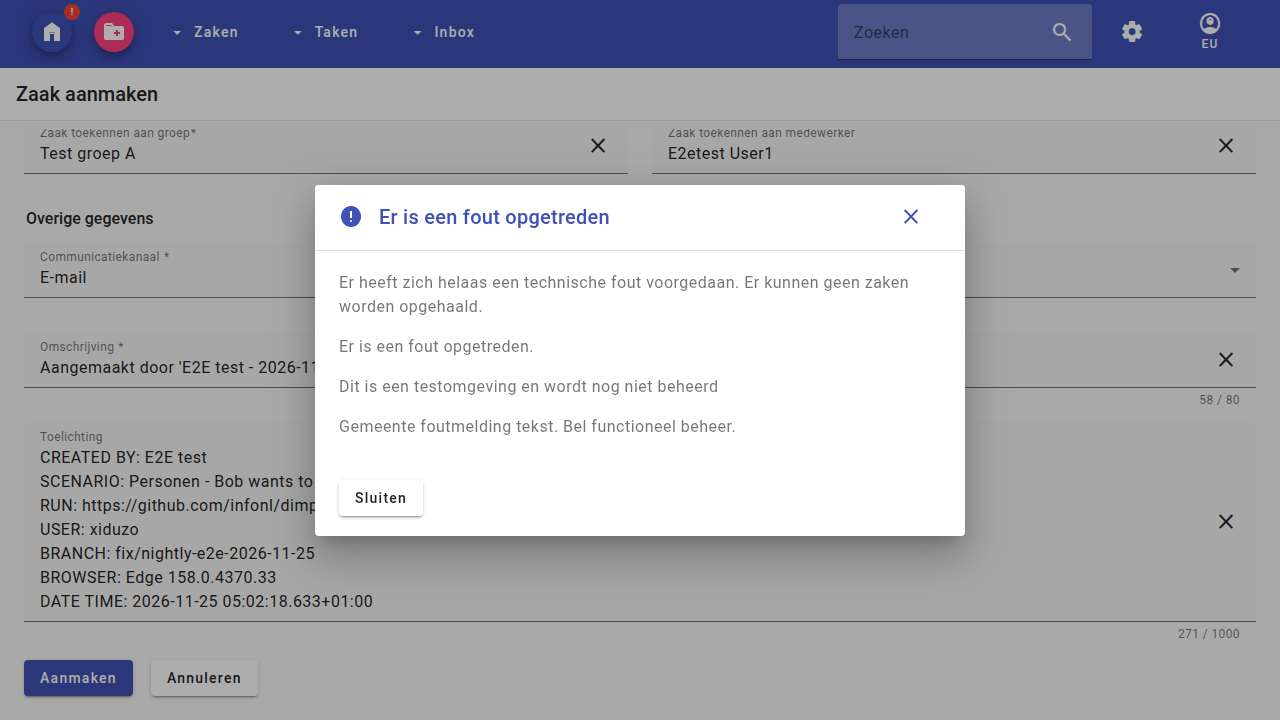 !
Zaken
Taken
Inbox
Zoeken
EU
Zaak aanmaken
Zaak toekennen aan groep*
Test groep A
Zaak toekennen aan medewerker
E2etest User1
Overige gegevens
Communicatiekanaal *
E-mail
Omschrijving *
Aangemaakt door 'E2E test - 2026-11
58 / 80
Toelichting
CREATED BY: E2E test
SCENARIO: Personen - Bob wants to
RUN: https://github.com/infonl/dimp
USER: xiduzo
BRANCH: fix/nightly-e2e-2026-11-25
BROWSER: Edge 158.0.4370.33
DATE TIME: 2026-11-25 05:02:18.633+01:00
271 / 1000
Aanmaken
Annuleren
Er is een fout opgetreden
Er heeft zich helaas een technische fout voorgedaan. Er kunnen geen zaken
worden opgehaald.
Er is een fout opgetreden.
Dit is een testomgeving en wordt nog niet beheerd
Gemeente foutmelding tekst. Bel functioneel beheer.
Sluiten